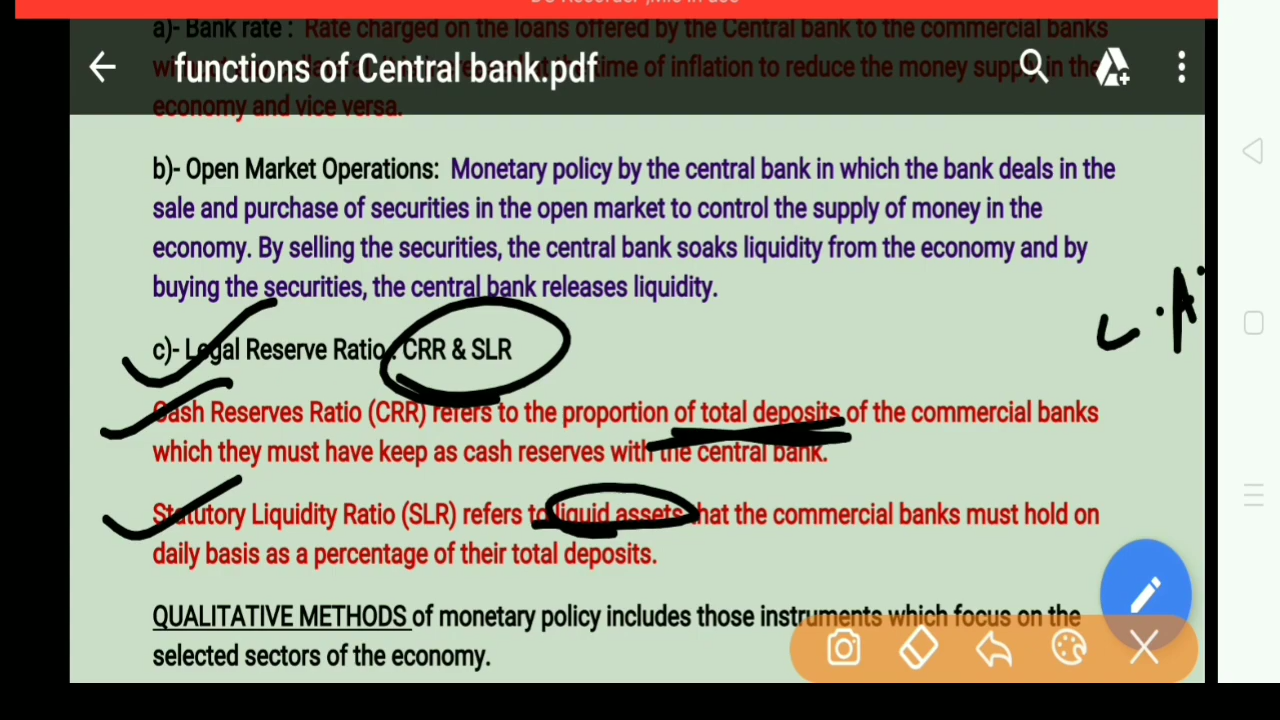 a)- Bank rate : Rate charged on the loans offered by the Central bank to the commercial banks
functions of Central bank.pdf
time of inflation to reduce the money supply in the
economy and vice versa.
b)- Open Market Operations: Monetary policy by the central bank in which the bank deals in the
sale and purchase of securities in the open market to control the supply of money in the
economy. By selling the securities, the central bank soaks liquidity from the economy and by
buying the securities, the central bank releases liquidity.
c)- Legal Reserve Ratio : CRR & SLR
Cash Reserves Ratio (CRR) refers to the proportion of total deposits of the commercial banks
which they must have keep as cash reserves with the central bank.
Statutory Liquidity Ratio (SLR) refers to liquid assets that the commercial banks must hold on
daily basis as a percentage of their total deposits.
QUALITATIVE METHODS of monetary policy includes those instruments which focus on the
selected sectors of the economy.
L.A